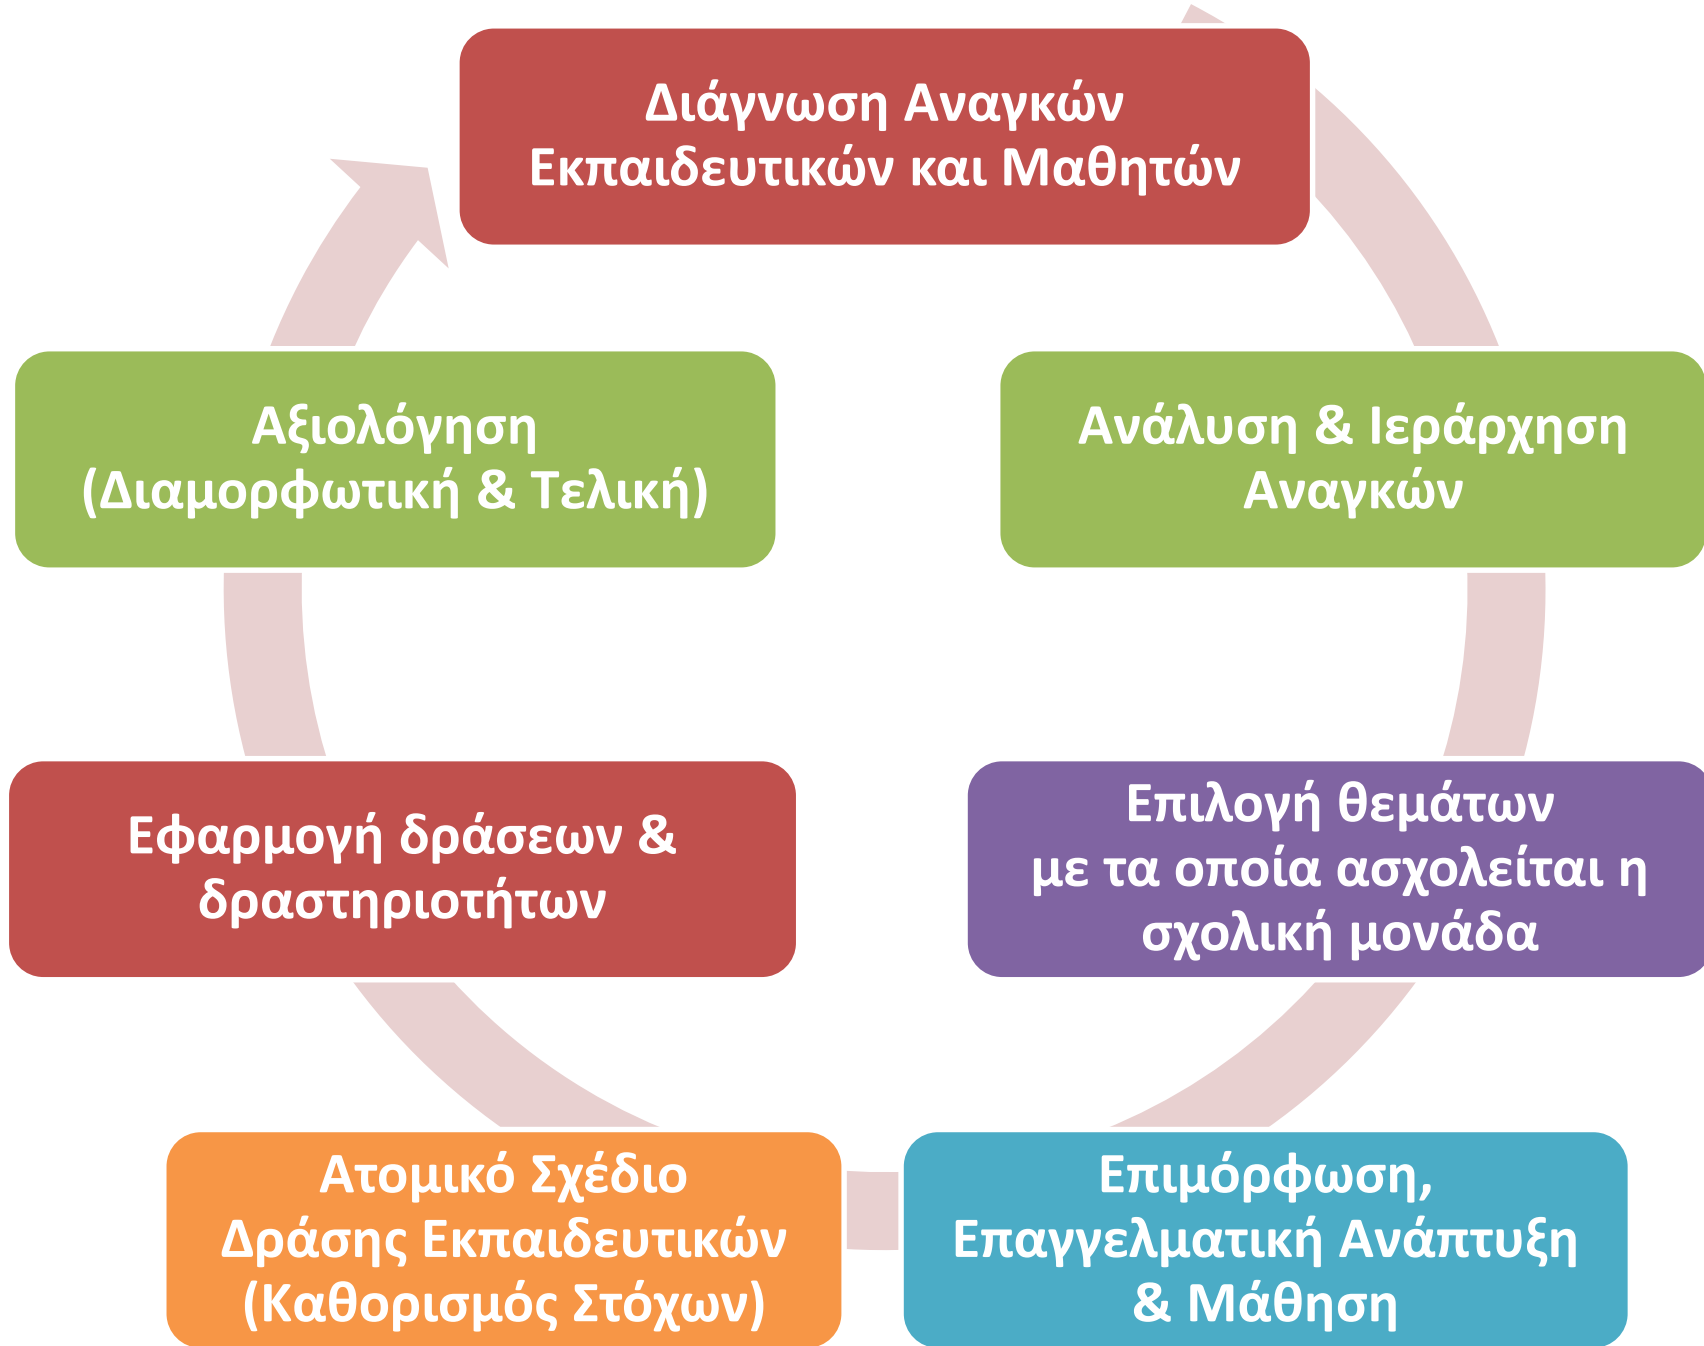 Διάγνωση Αναγκών
Εκπαιδευτικών και Μαθητών
Ανάλυση & Ιεράρχηση
Αναγκών
Επιλογή θεμάτων
με τα οποία ασχολείται η
σχολική μονάδα
Επιμόρφωση,
Επαγγελματική Ανάπτυξη
& Μάθηση
Ατομικό Σχέδιο
Δράσης Εκπαιδευτικών
(Καθορισμός Στόχων)
Εφαρμογή δράσεων &
δραστηριοτήτων
Αξιολόγηση
(Διαμορφωτική & Τελική)